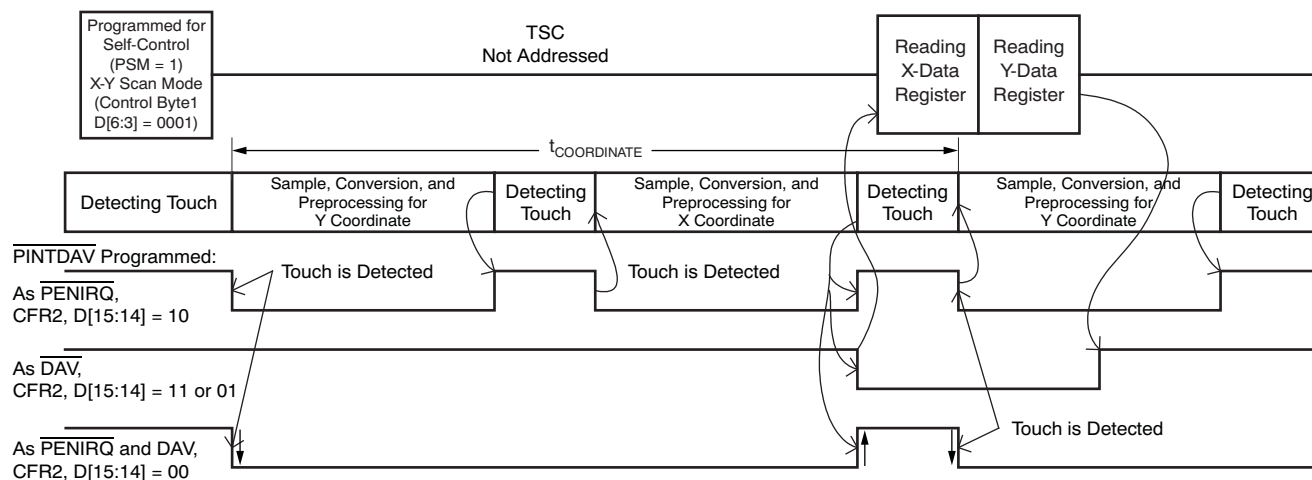 Programmed for
Self-Control
(PSM = 1)
X-Y Scan Mode
(Control Byte1
D[6:3] = 0001)
TSC
Not Addressed
Reading
X-Data
Register
Reading
Y-Data
Register
tCOORDINATE
Detecting Touch
Sample, Conversion, and
Preprocessing for
Y Coordinate
Detecting
Touch
Sample, Conversion, and
Preprocessing for
X Coordinate
Detecting
Touch
Sample, Conversion, and
Preprocessing for
Y Coordinate
Detecting
Touch
PINTDAV Programmed:
Touch is Detected
Touch is Detected
As PENIRQ,
CFR2, D[15:14] = 10
As DAV,
CFR2, D[15:14] = 11 or 01
As PENIRQ and DAV,
CFR2, D[15:14] = 00
Touch is Detected